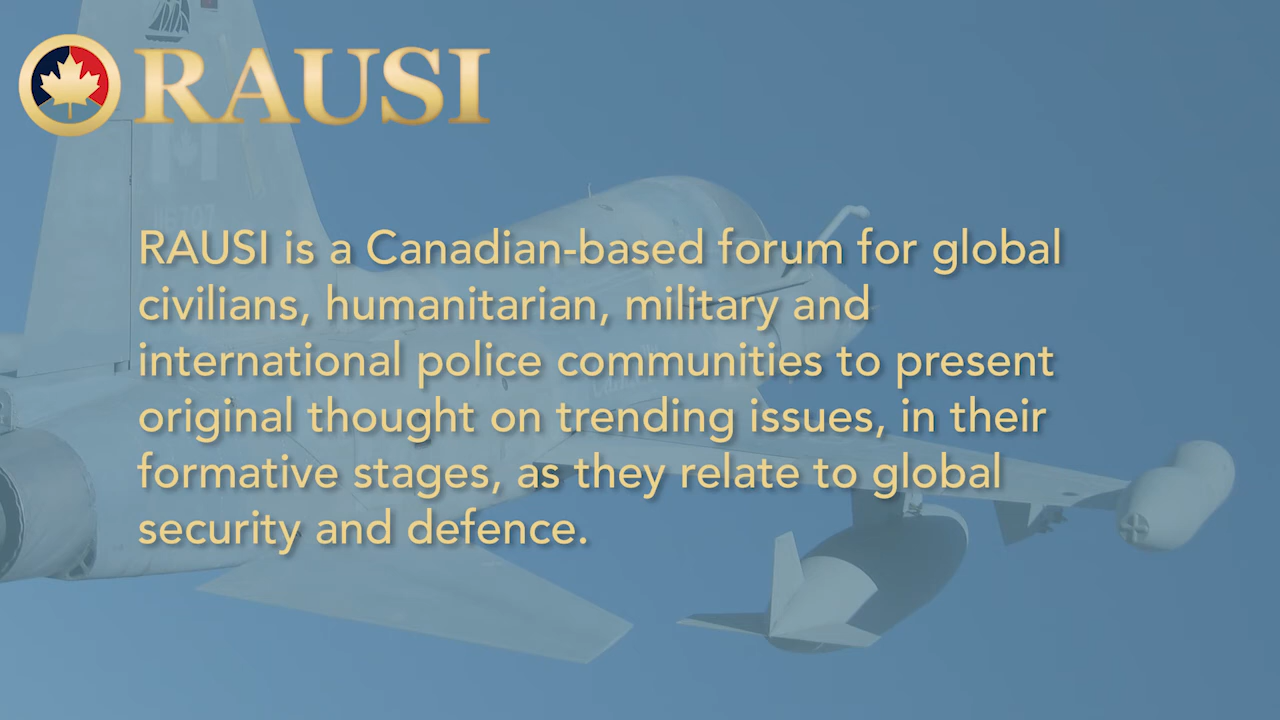 RAUSI
RAUSI is a Canadian-based forum for global
civilians, humanitarian, military and
international police communities to present
original thought on trending issues, in their
formative stages, as they relate to global
security and defence.